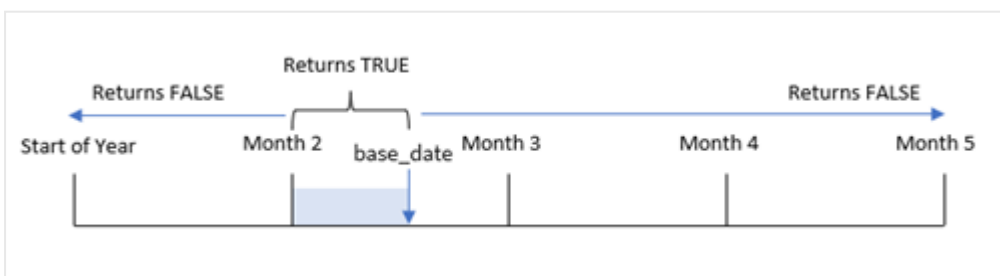 Returns TRUE
Returns FALSE
Returns FALSE
Start of Year
Month 2
base_date
Month 3
Month 4
Month 5